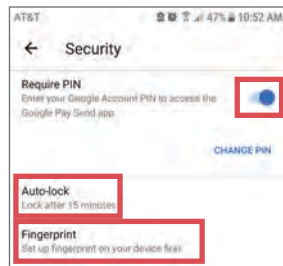 AT&T 47% 10:52 AM
← Security
Require PIN
Enter your Google Account PIN to access the
Google Pay Send app
CHANGE PIN
Auto-lock
Lock after 15 minutes
Fingerprint
Set up fingerprint on your device first